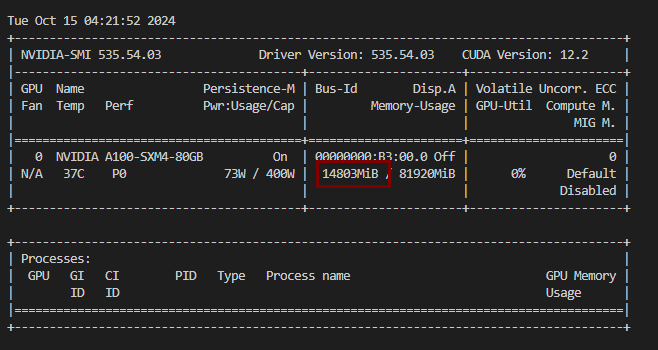 Tue Oct 15 04:21:52 2024
+---------------------------------------------------------------------------------------+
| NVIDIA-SMI 535.54.03              Driver Version: 535.54.03    CUDA Version: 12.2     |
|-----------------------------------------+----------------------+----------------------+
| GPU  Name                 Persistence-M | Bus-Id        Disp.A | Volatile Uncorr. ECC |
| Fan  Temp   Perf          Pwr:Usage/Cap |         Memory-Usage | GPU-Util  Compute M. |
|                                         |                      |               MIG M. |
|=========================================+======================+======================|
|   0  NVIDIA A100-SXM4-80GB          On  | 00000000:B3:00.0 Off |                    0 |
| N/A   37C    P0              73W / 400W |  14803MiB / 81920MiB |      0%      Default |
|                                         |                      |             Disabled |
+-----------------------------------------+----------------------+----------------------+
+---------------------------------------------------------------------------------------+
| Processes:                                                                            |
|  GPU   GI   CI        PID   Type   Process name                            GPU Memory |
|        ID   ID                                                             Usage      |
|=======================================================================================|
+---------------------------------------------------------------------------------------+